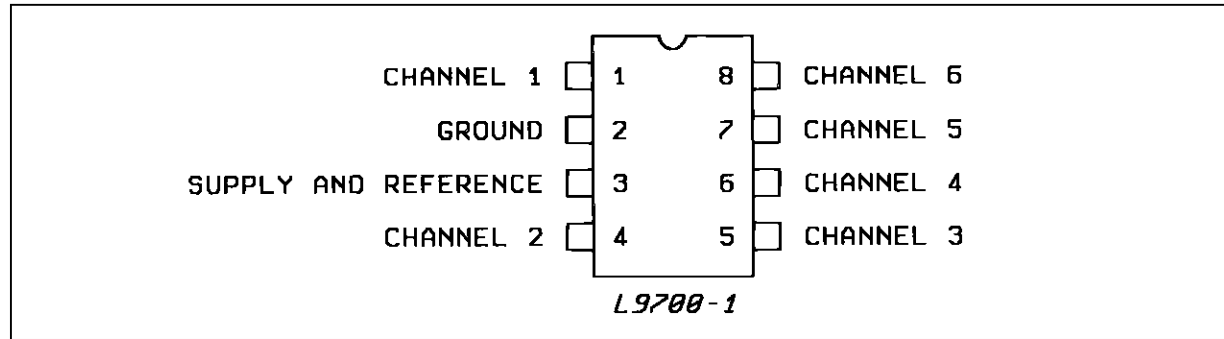 CHANNEL 1 1 8 CHANNEL 6
GROUND 2 7 CHANNEL 5
SUPPLY AND REFERENCE 3 6 CHANNEL 4
CHANNEL 2 4 5 CHANNEL 3
L9700-1